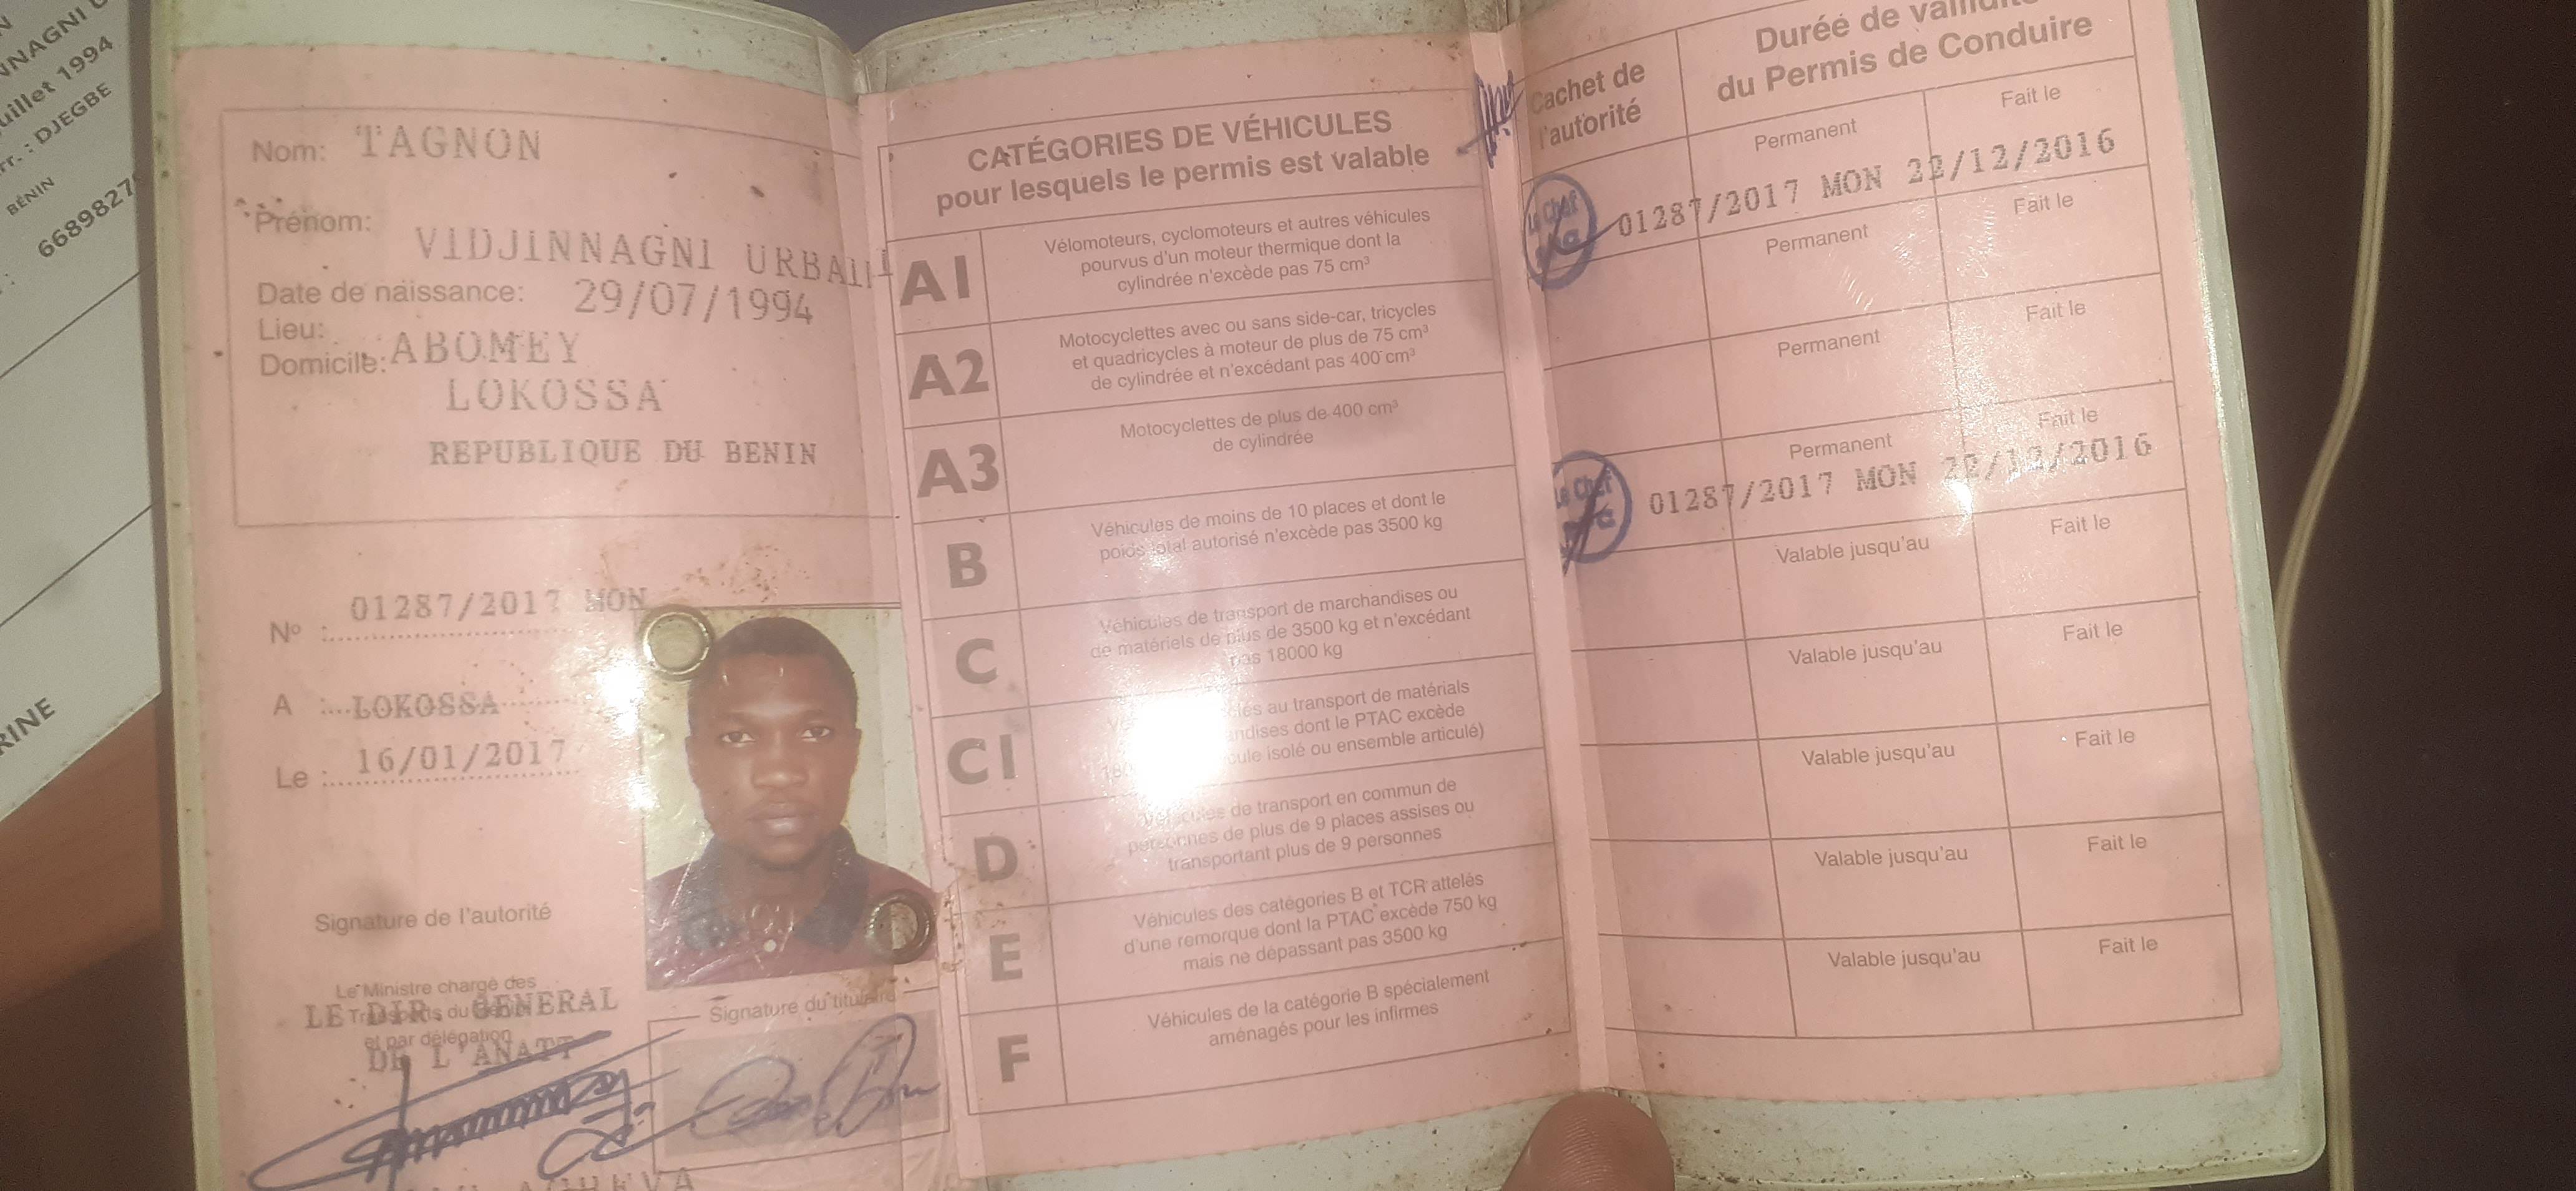 NNAGNI
uillet 1994
rr. : DJEGBE
BÉNIN
6689827
RINE
Nom: TAGNON
Prénom:
VIDJINNAGNI URBAIN
Date de naissance: 29/07/1994
Lieu:
Domicile: ABOMEY
LOKOSSA
REPUBLIQUE DU BENIN
Nº : 01287/2017 MON
A : LOKOSSA
Le : 16/01/2017
Signature de l'autorité
Le Ministre chargé des
Transports du
et par délégation
LE DIR. GENERAL
DE L'ANATT
Signature du titulaire
CATÉGORIES DE VÉHICULES
pour lesquels le permis est valable
A1
Vélomoteurs, cyclomoteurs et autres véhicules
pourvus d'un moteur thermique dont la
cylindrée n'excède pas 75 cm³
A2
Motocyclettes avec ou sans side-car, tricycles
et quadricycles à moteur de plus de 75 cm³
de cylindrée et n'excédant pas 400 cm³
A3
Motocyclettes de plus de 400 cm³
de cylindrée
B
Véhicules de moins de 10 places et dont le
poids total autorisé n'excède pas 3500 kg
C
Véhicules de transport de marchandises ou
de matériels de plus de 3500 kg et n'excédant
pas 18000 kg
C1
au transport de matérials
dont le PTAC excède
isolé ou ensemble articulé)
D
Véhicules de transport en commun de
personnes de plus de 9 places assises ou
transportant plus de 9 personnes
E
Véhicules des catégories B et TCR attelés
d'une remorque dont la PTAC excède 750 kg
mais ne dépassant pas 3500 kg
F
Véhicules de la catégorie B spécialement
aménagés pour les infirmes
Cachet de
l'autorité
Durée de validité
du Permis de Conduire
Permanent Fait le
Le Chef
01287/2017 MON 22/12/2016
Permanent Fait le
Permanent Fait le
Permanent Fait le
Le Chef
01287/2017 MON 22/12/2016
Valable jusqu'au Fait le
Valable jusqu'au Fait le
Valable jusqu'au Fait le
Valable jusqu'au Fait le
Valable jusqu'au Fait le